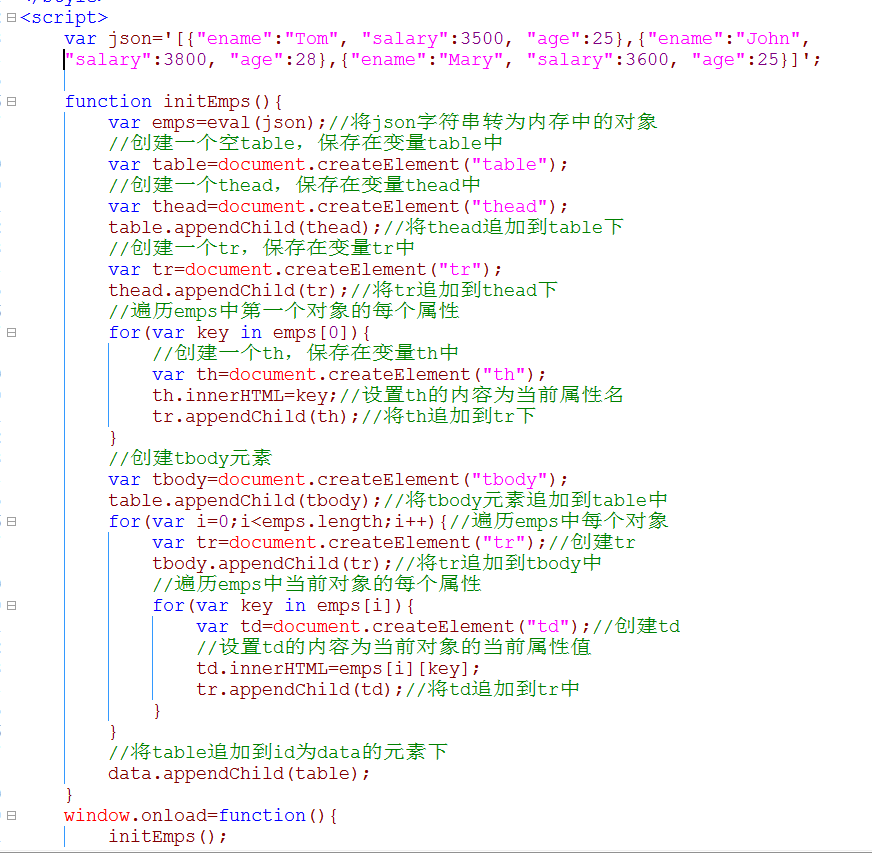 <script>
var json='[{"ename":"Tom", "salary":3500, "age":25},{"ename":"John",
"salary":3800, "age":28},{"ename":"Mary", "salary":3600, "age":25}]';
function initEmps(){
var emps=eval(json);//将json字符串转为内存中的对象
//创建一个空table，保存在变量table中
var table=document.createElement("table");
//创建一个thead，保存在变量thead中
var thead=document.createElement("thead");
table.appendChild(thead);//将thead追加到table下
//创建一个tr，保存在变量tr中
var tr=document.createElement("tr");
thead.appendChild(tr);//将tr追加到thead下
//遍历emps中第一个对象的每个属性
for(var key in emps[0]){
//创建一个th，保存在变量th中
var th=document.createElement("th");
th.innerHTML=key;//设置th的内容为当前属性名
tr.appendChild(th);//将th追加到tr下
}
//创建tbody元素
var tbody=document.createElement("tbody");
table.appendChild(tbody);//将tbody元素追加到table中
for(var i=0;i<emps.length;i++){//遍历emps中每个对象
var tr=document.createElement("tr");//创建tr
tbody.appendChild(tr);//将tr追加到tbody中
//遍历emps中当前对象的每个属性
for(var key in emps[i]){
var td=document.createElement("td");//创建td
//设置td的内容为当前对象的当前属性值
td.innerHTML=emps[i][key];
tr.appendChild(td);//将td追加到tr中
}
}
//将table追加到id为data的元素下
data.appendChild(table);
}
window.onload=function(){
initEmps();